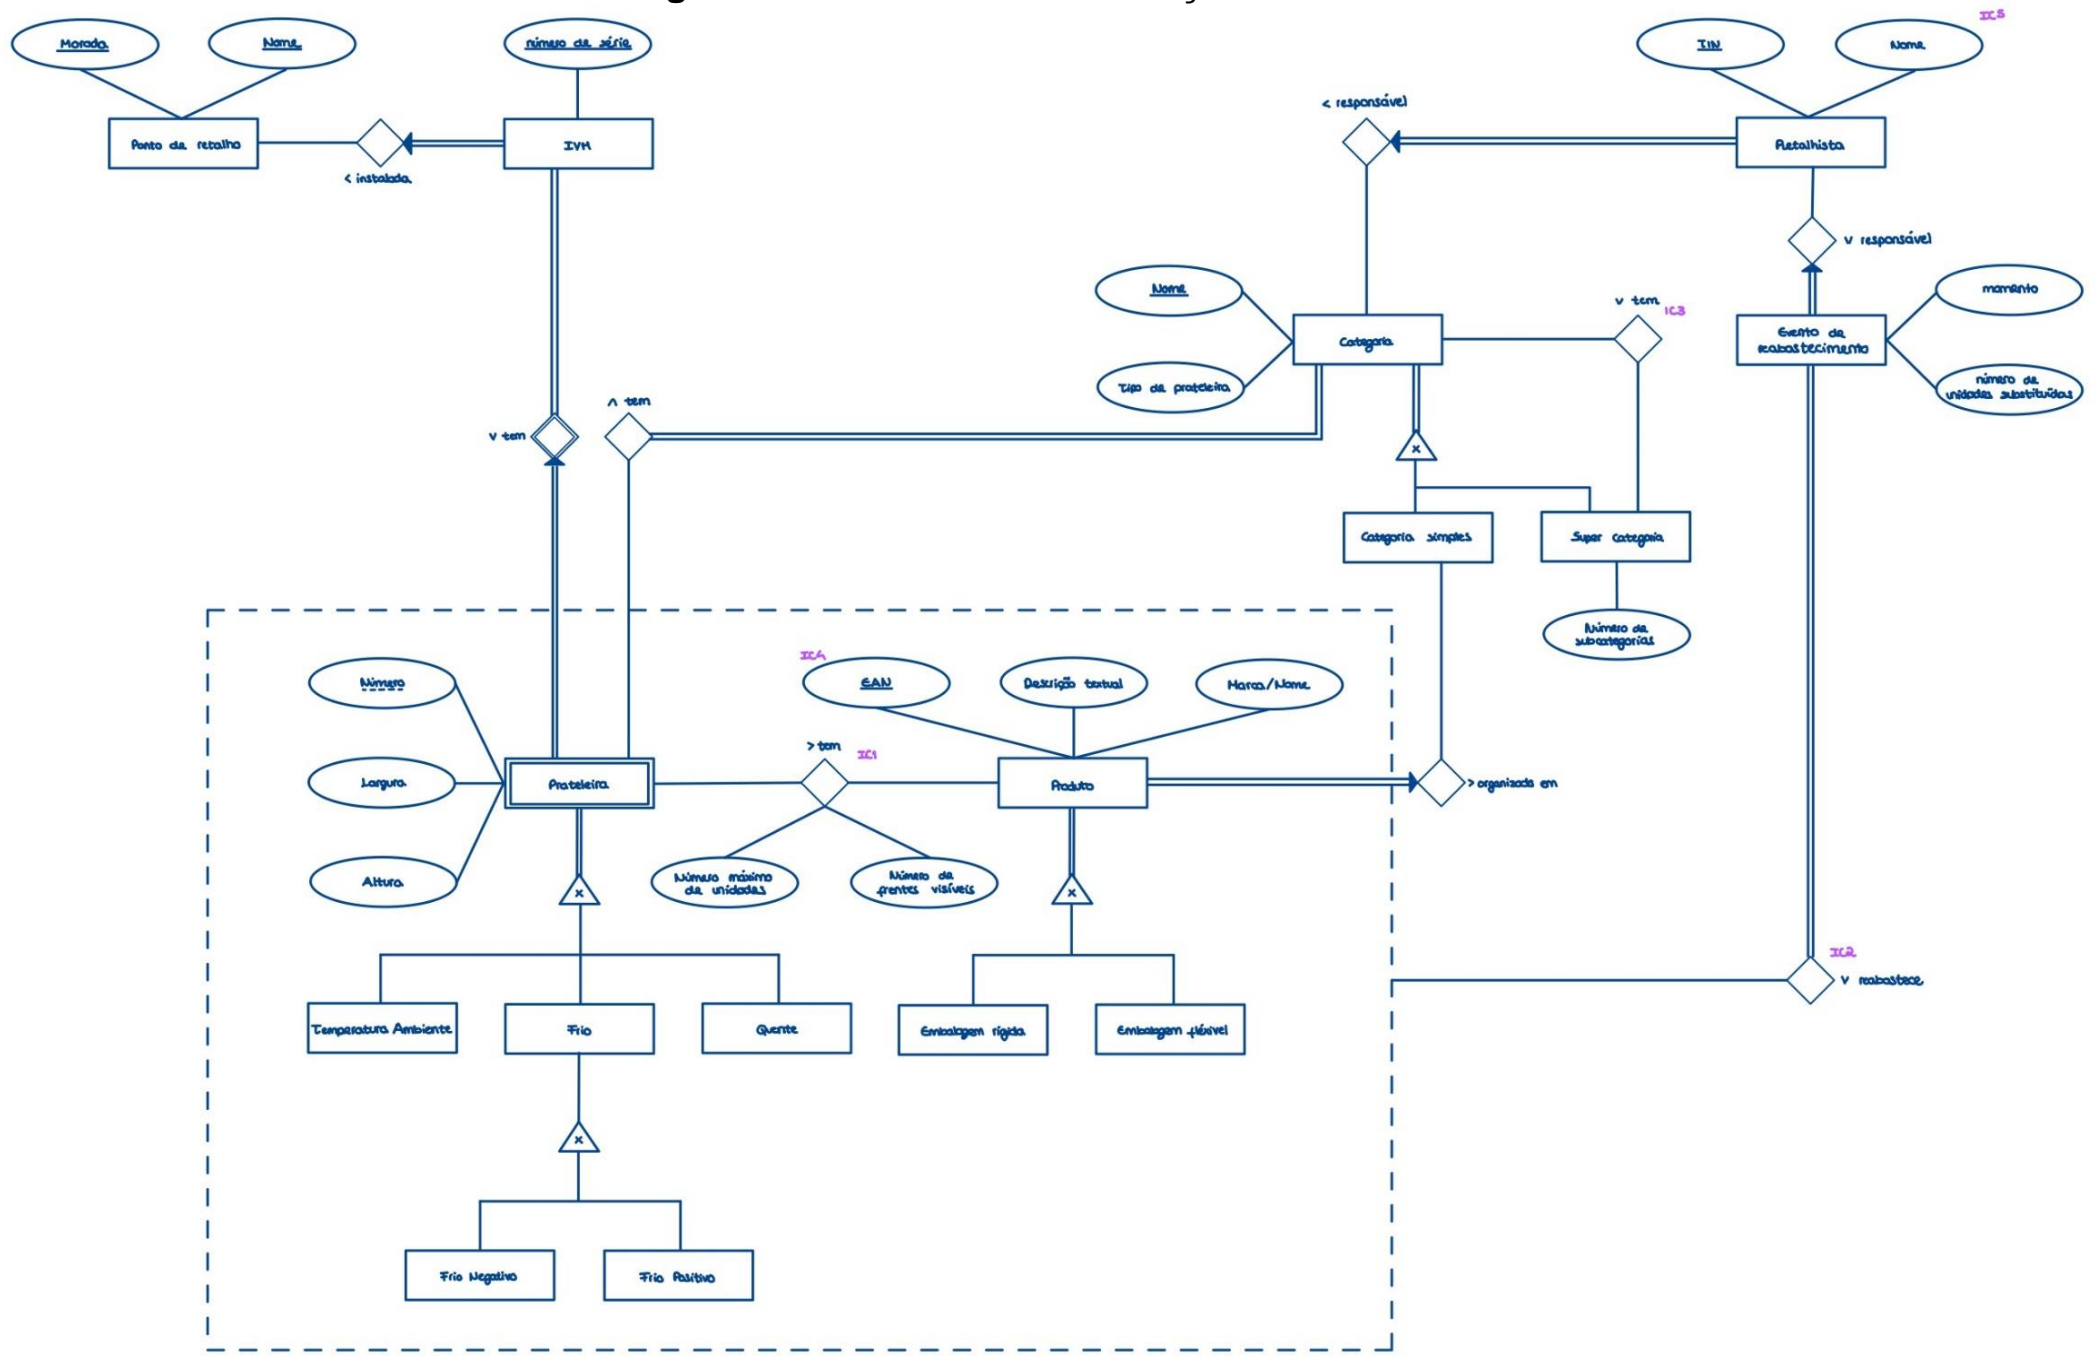 Morada
Nome
número de série
TIN
Nome
IC5
Ponto de retalho
< instalada
IVM
< responsável
Retalhista
v responsável
Nome
Tipo de prateleira
Categoria
v tem
IC3
Evento de
reabastecimento
momento
número de
unidades substituídas
v tem
^ tem
x
Categoria simples
Super categoria
Número de
subcategorias
Número
Largura
Altura
Prateleira
> tem
IC1
IC4
EAN
Descrição textual
Marca/Nome
Produto
> organizado em
Número máximo
de unidades
Número de
frentes visíveis
x
x
Temperatura Ambiente
Frio
Quente
Embalagem rígida
Embalagem fléxivel
IC2
v reabastece
x
Frio Negativo
Frio Positivo